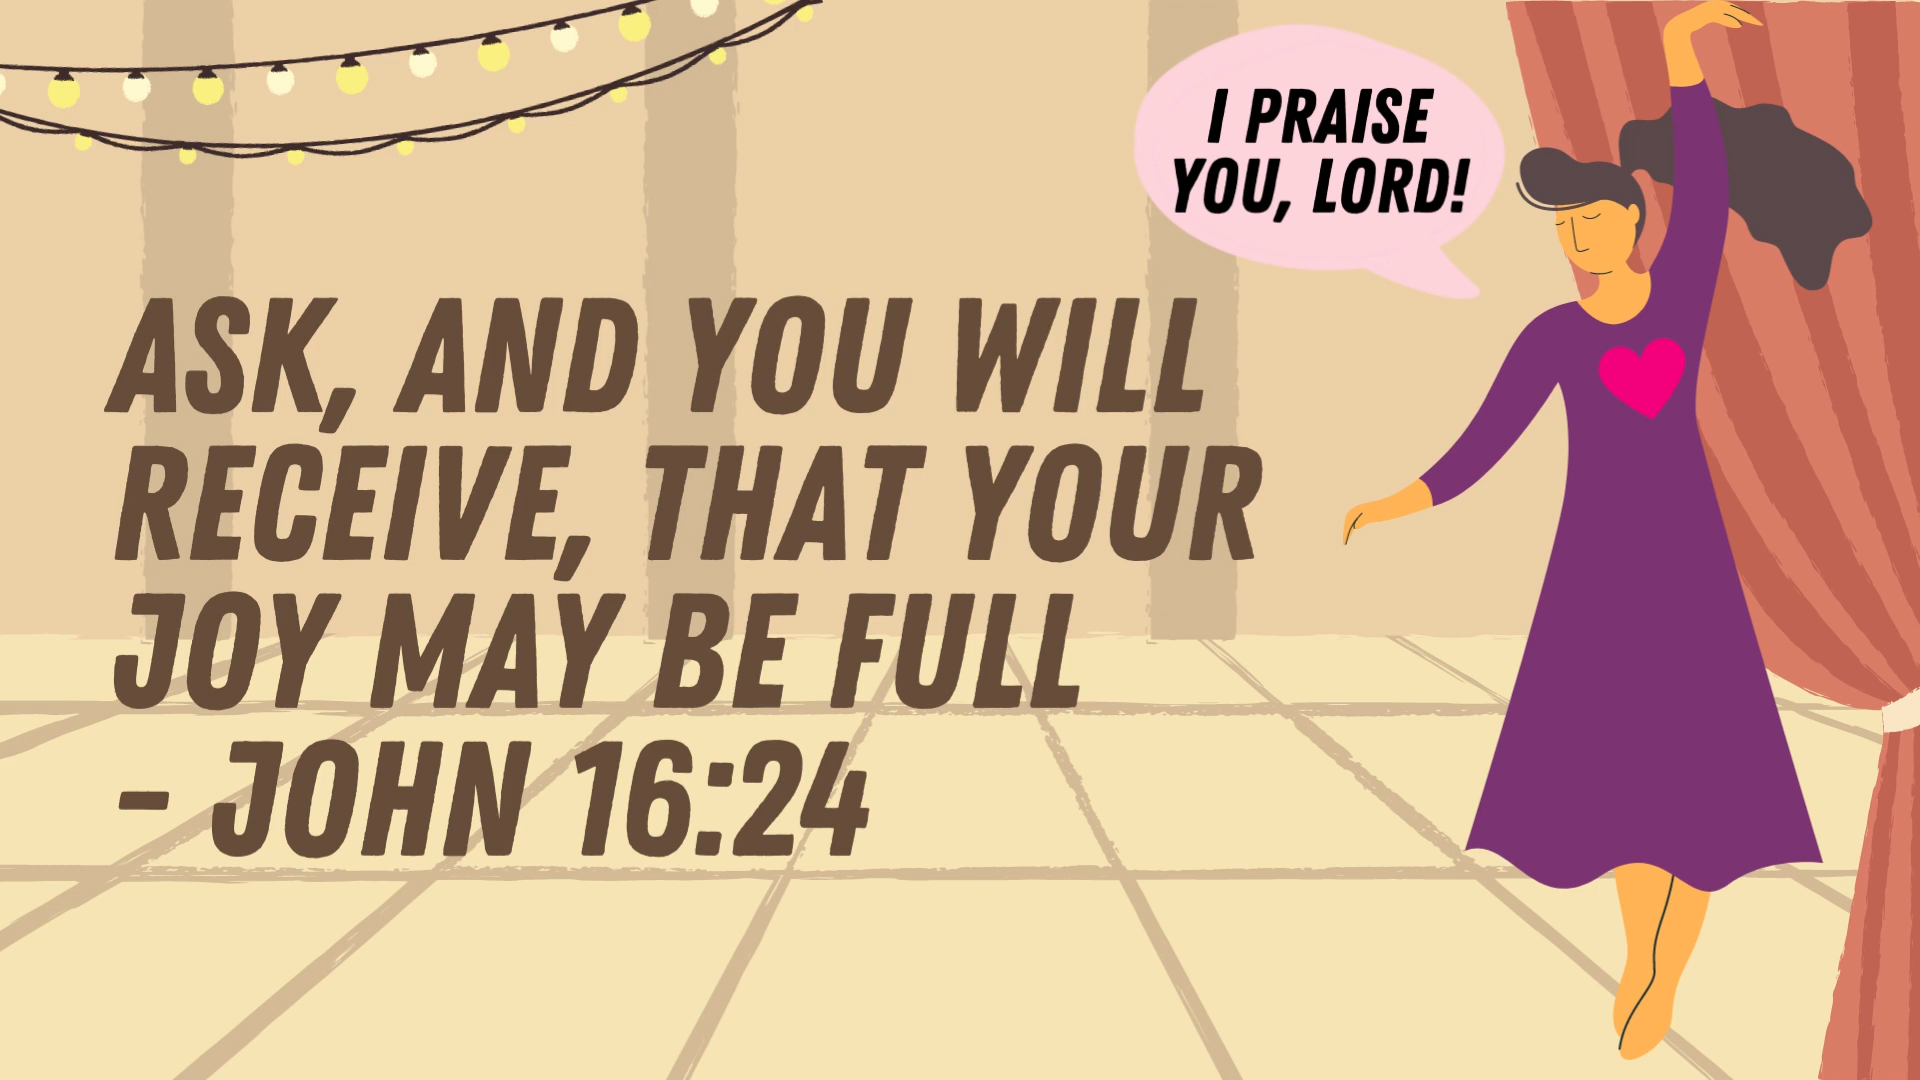 I PRAISE
YOU, LORD!
ASK, AND YOU WILL
RECEIVE, THAT YOUR
JOY MAY BE FULL
- JOHN 16:24